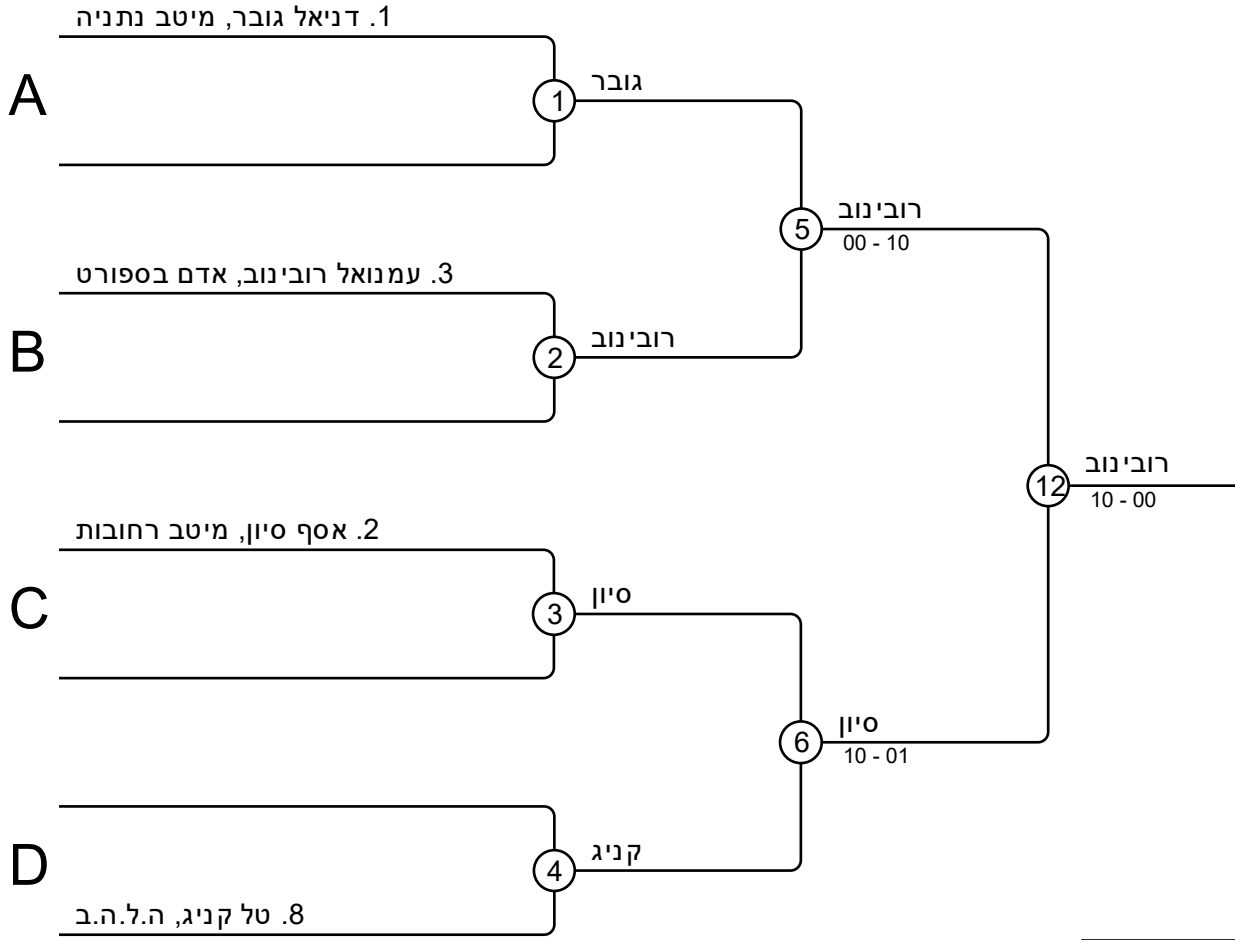 1. דניאל גובר, מיטב נתניה
A
1
גובר
5
רובינוב
00 - 10
3. עמנואל רובינוב, אדם בספורט
B
2
רובינוב
12
רובינוב
10 - 00
2. אסף סיון, מיטב רחובות
C
3
סיון
6
סיון
10 - 01
D
4
קניג
8. טל קניג, ה.ל.ה.ב